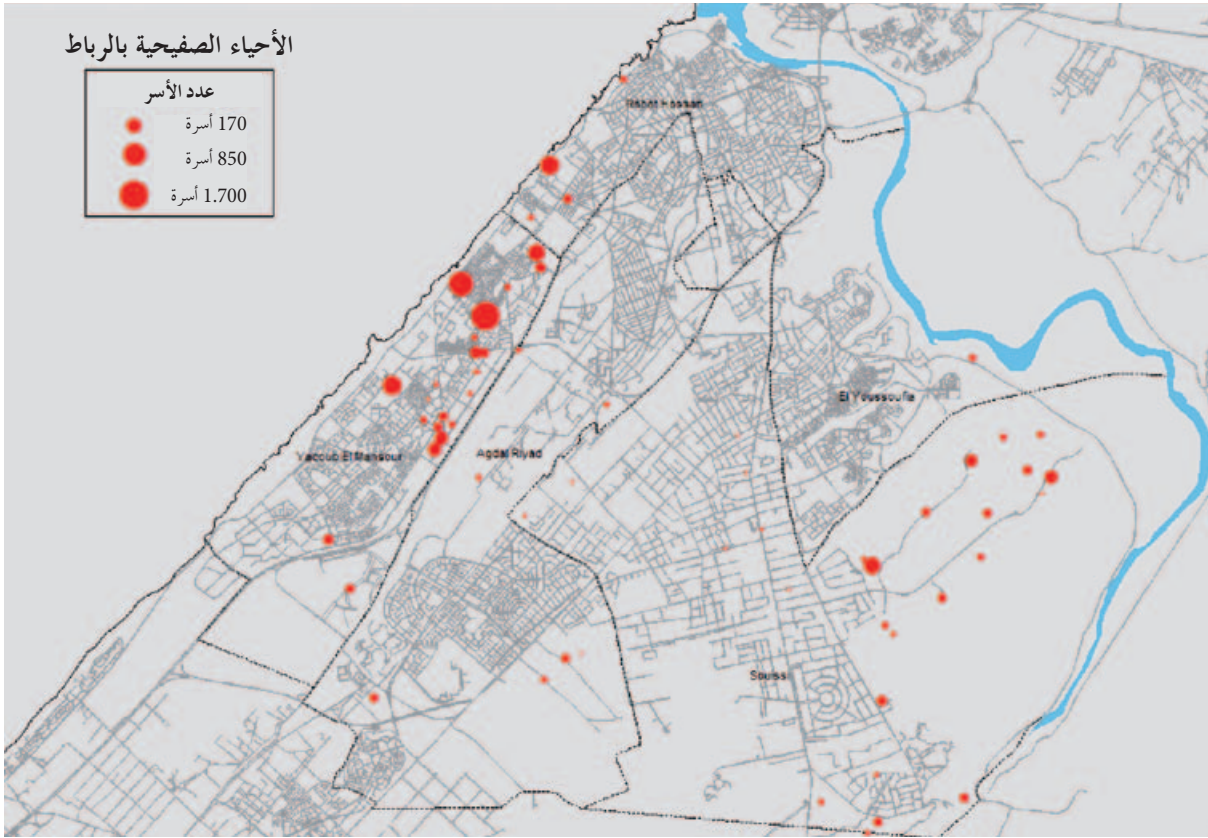 الأحياء الصفيحية بالرباط
عدد الأسر
170 أسرة
850 أسرة
1.700 أسرة
Rabat Hassan
El Youssoufia
Yacoub El Mansour
Agdal Riyad
Souissi